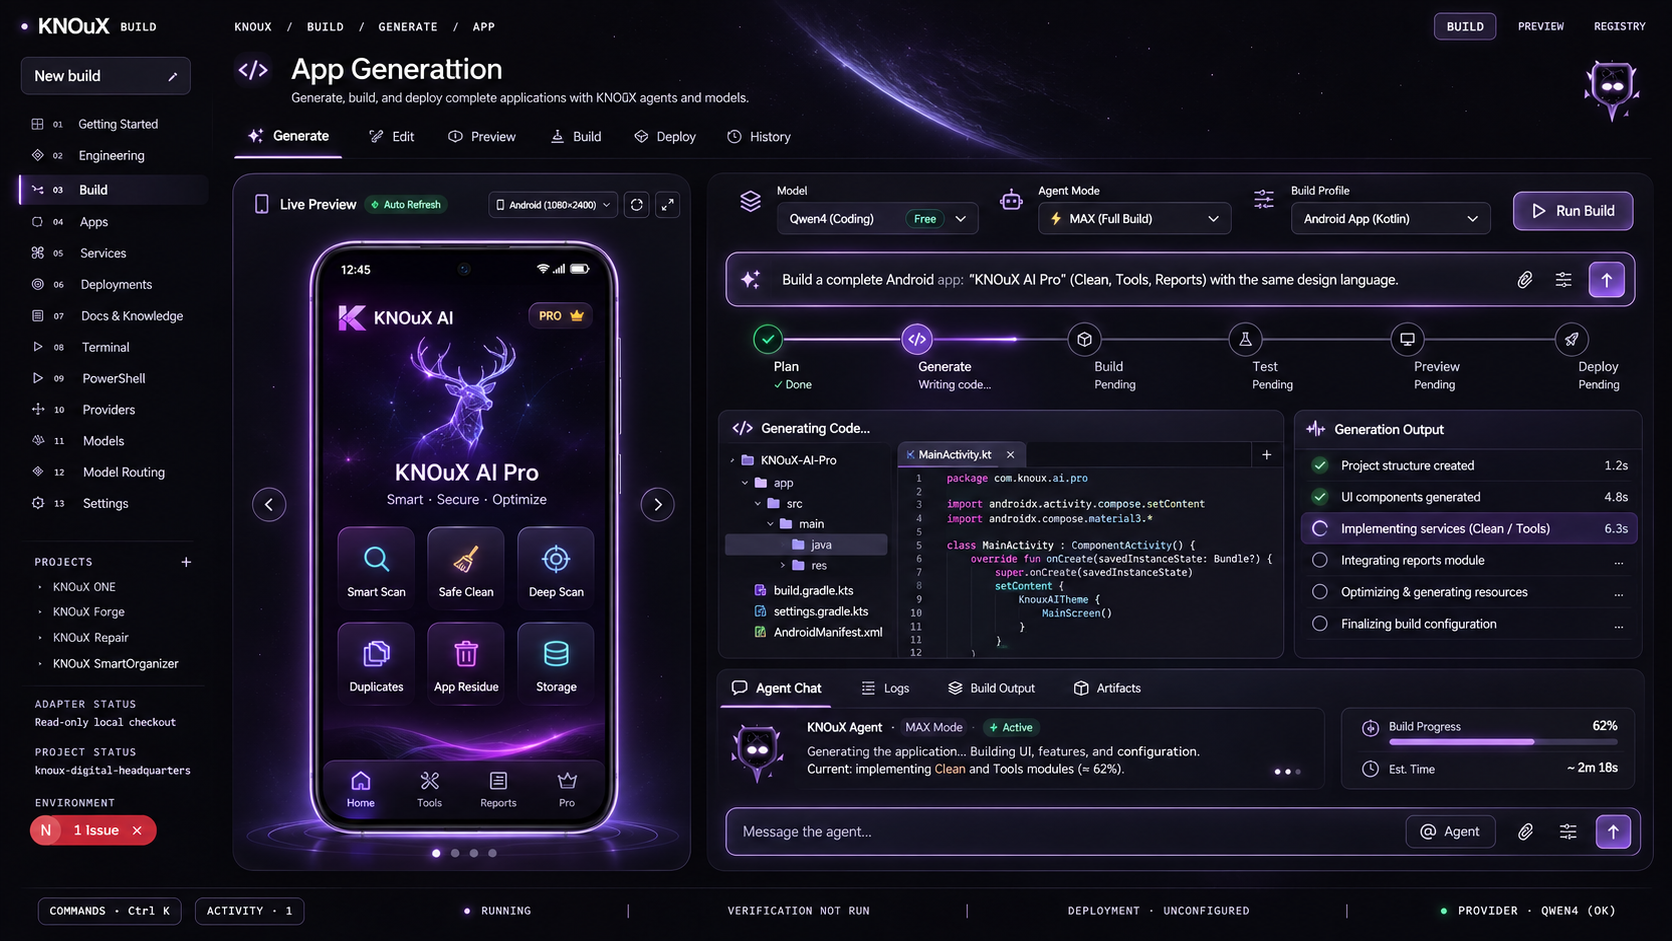 KNOuX BUILD
KNOUX / BUILD / GENERATE / APP
BUILD PREVIEW REGISTRY
New build
01 Getting Started
02 Engineering
03 Build
04 Apps
05 Services
06 Deployments
07 Docs & Knowledge
08 Terminal
09 PowerShell
10 Providers
11 Models
12 Model Routing
13 Settings
PROJECTS +
KNOuX ONE
KNOuX Forge
KNOuX Repair
KNOuX SmartOrganizer
ADAPTER STATUS
Read-only local checkout
PROJECT STATUS
knoux-digital-headquarters
ENVIRONMENT
N 1 Issue ×
</> App Generattion
Generate, build, and deploy complete applications with KNOūX agents and models.
Generate Edit Preview Build Deploy History
Live Preview Auto Refresh Android (1080×2400)
12:45
KNOuX AI PRO
KNOuX AI Pro
Smart · Secure · Optimize
Smart Scan Safe Clean Deep Scan
Duplicates App Residue Storage
Home Tools Reports Pro
Model Agent Mode Build Profile
Qwen4 (Coding) Free MAX (Full Build) Android App (Kotlin) Run Build
Build a complete Android app: “KNOuX AI Pro” (Clean, Tools, Reports) with the same design language.
Plan Generate Build Test Preview Deploy
✓ Done Writing code... Pending Pending Pending Pending
</> Generating Code...
KNOuX-AI-Pro
app
src
main
java
res
build.gradle.kts
settings.gradle.kts
AndroidManifest.xml
MainActivity.kt × +
1 package com.knoux.ai.pro
2
3 import androidx.activity.compose.setContent
4 import androidx.compose.material3.*
5
5 class MainActivity : ComponentActivity() {
6 override fun onCreate(savedInstanceState: Bundle?) {
7 super.onCreate(savedInstanceState)
8 setContent {
9 KnouxAITheme {
10 MainScreen()
11 }
11 }
12 }
Generation Output
Project structure created 1.2s
UI components generated 4.8s
Implementing services (Clean / Tools) 6.3s
Integrating reports module ...
Optimizing & generating resources ...
Finalizing build configuration ...
Agent Chat Logs Build Output Artifacts
KNOuX Agent · MAX Mode · Active
Generating the application... Building UI, features, and configuration.
Current: implementing Clean and Tools modules (≈ 62%).
Build Progress 62%
Est. Time ~ 2m 18s
Message the agent... @ Agent
COMMANDS · Ctrl K ACTIVITY · 1 RUNNING | VERIFICATION NOT RUN | DEPLOYMENT · UNCONFIGURED | PROVIDER · QWEN4 (OK)